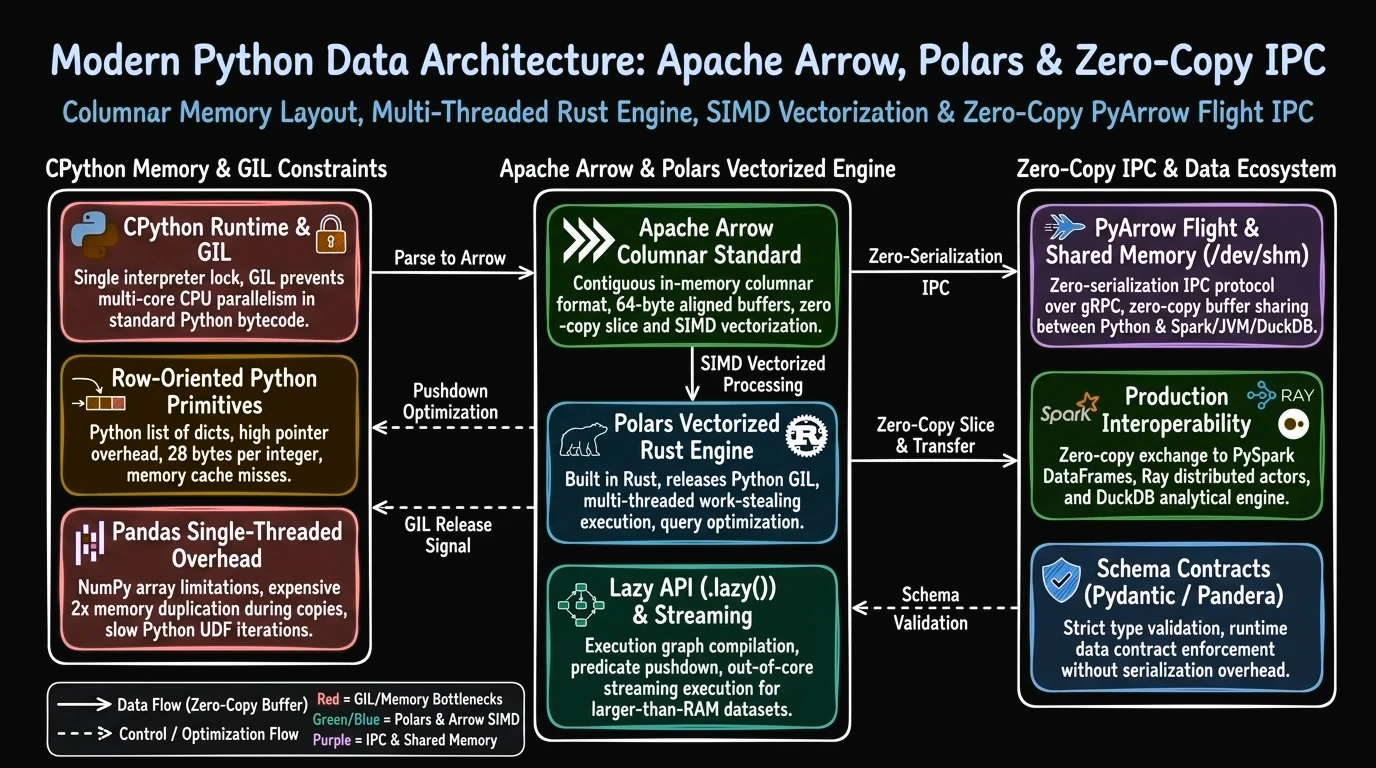 Modern Python Data Architecture: Apache Arrow, Polars & Zero-Copy IPC
Columnar Memory Layout, Multi-Threaded Rust Engine, SIMD Vectorization & Zero-Copy PyArrow Flight IPC
CPython Memory & GIL Constraints
CPython Runtime &
GIL
Single interpreter lock, GIL prevents
multi-core CPU parallelism in
standard Python bytecode.
Row-Oriented Python
Primitives
Python list of dicts, high pointer
overhead, 28 bytes per integer,
memory cache misses.
Pandas Single-Threaded
Overhead
NumPy array limitations, expensive
2x memory duplication during copies,
slow Python UDF iterations.
Parse to Arrow
Pushdown
Optimization
GIL Release
Signal
Apache Arrow & Polars Vectorized Engine
Apache Arrow
Columnar Standard
Contiguous in-memory columnar
format, 64-byte aligned buffers, zero
-copy slice and SIMD vectorization.
SIMD Vectorized
Processing
Polars Vectorized
Rust Engine
R
Built in Rust, releases Python GIL,
multi-threaded work-stealing
execution, query optimization.
Lazy API (.lazy())
& Streaming
Execution graph compilation,
predicate pushdown, out-of-core
streaming execution for
larger-than-RAM datasets.
Zero-Serialization
IPC
Zero-Copy Slice
& Transfer
Schema
Validation
Zero-Copy IPC & Data Ecosystem
PyArrow Flight &
Shared Memory (/dev/shm)
Zero-serialization IPC protocol
over gRPC, zero-copy buffer sharing
between Python & Spark/JVM/DuckDB.
Spark
Production
Interoperability
RAY
Zero-copy exchange to PySpark
DataFrames, Ray distributed actors,
and DuckDB analytical engine.
Schema Contracts
(Pydantic / Pandera)
Strict type validation, runtime
data contract enforcement
without serialization overhead.
Data Flow (Zero-Copy Buffer)
Control / Optimization Flow
Red = GIL/Memory Bottlenecks
Green/Blue = Polars & Arrow SIMD
Purple = IPC & Shared Memory